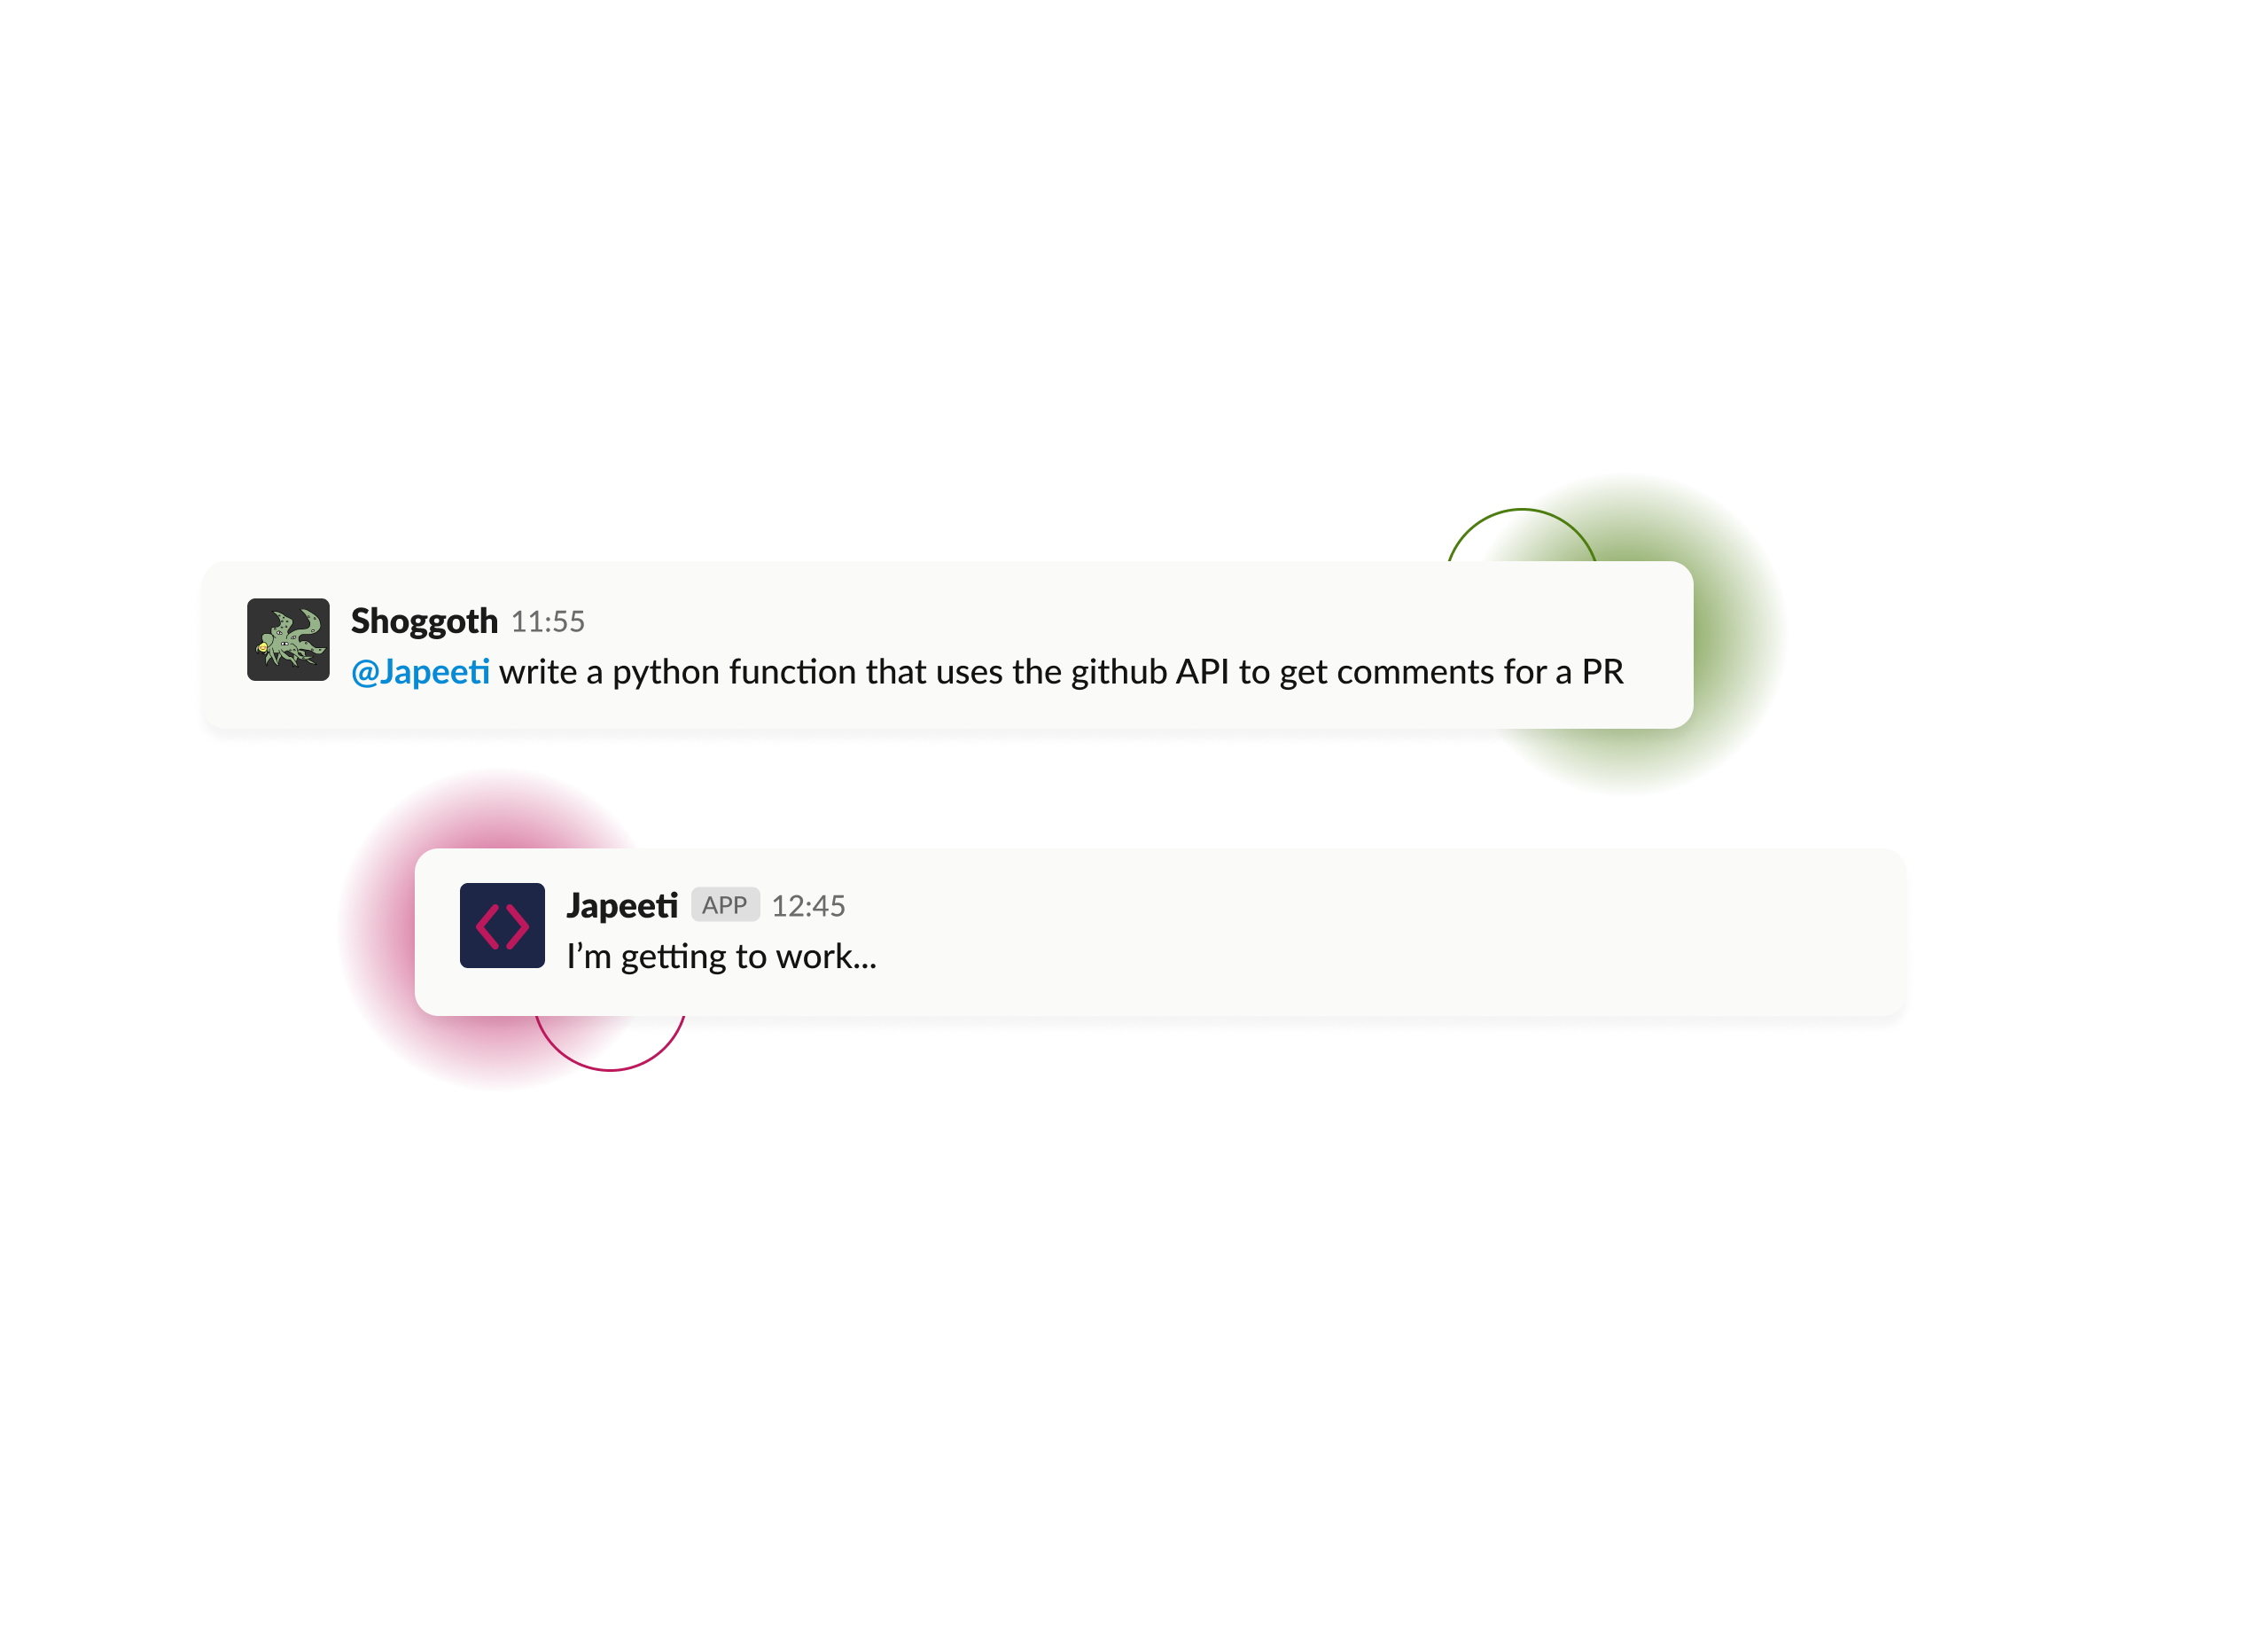 Shoggoth 11:55
@Japeeti write a python function that uses the github API to get comments for a PR
Japeeti APP 12:45
I’m getting to work...